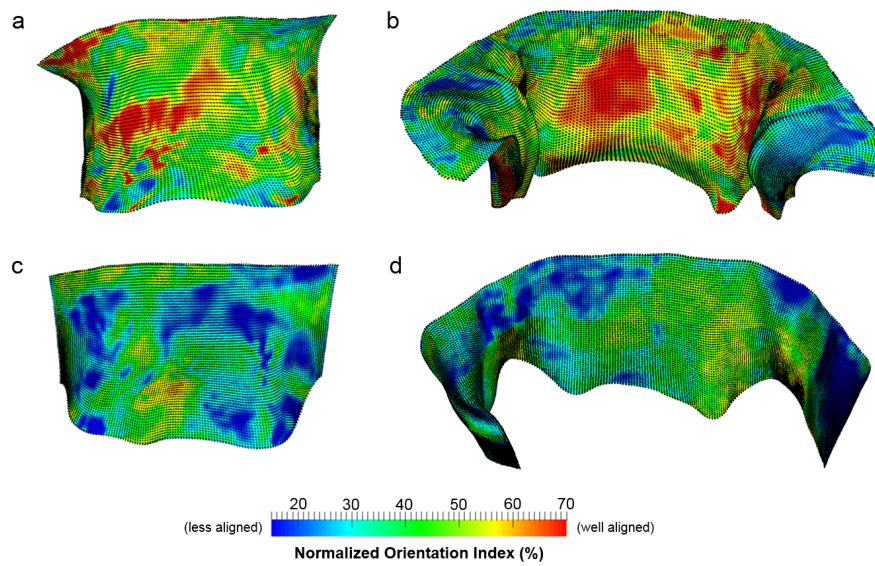 a
b
c
d
20 30 40 50 60 70
(less aligned) (well aligned)
Normalized Orientation Index (%)